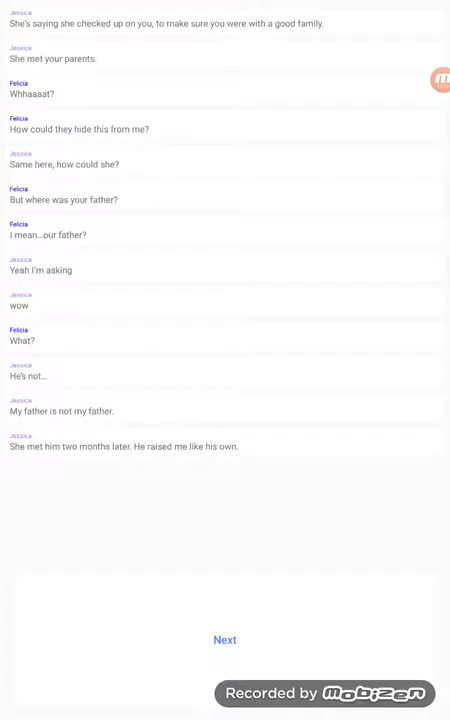 Jessica
She's saying she checked up on you, to make sure you were with a good family.
Jessica
She met your parents.
Felicia
Whhaaaat?
Felicia
How could they hide this from me?
Jessica
Same here, how could she?
Felicia
But where was your father?
Felicia
I mean...our father?
Jessica
Yeah I'm asking
Jessica
wow
Felicia
What?
Jessica
He's not...
Jessica
My father is not my father.
Jessica
She met him two months later. He raised me like his own.
Next
Recorded by mobizen